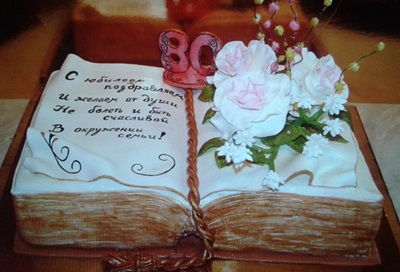 80
С юбилеем
поздравляем
И желаем от души
Не болеть и быть
счасливой
В окружении
семьи!